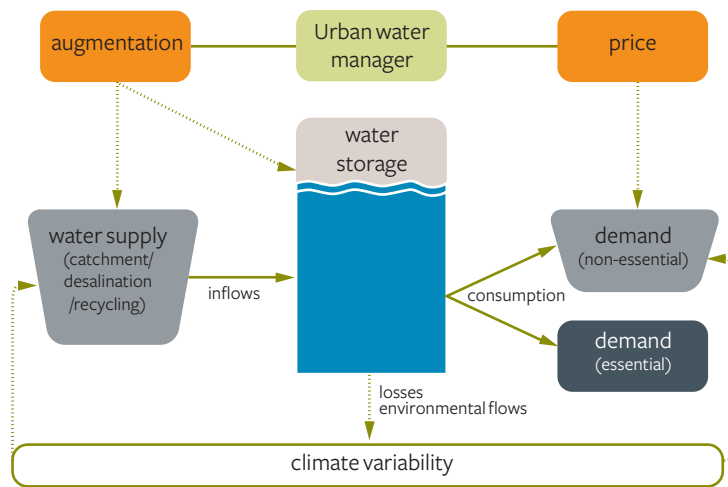 augmentation
Urban water
manager
price
water
storage
water supply
(catchment/
desalination
/recycling)
inflows
consumption
demand
(non-essential)
demand
(essential)
losses
environmental flows
climate variability